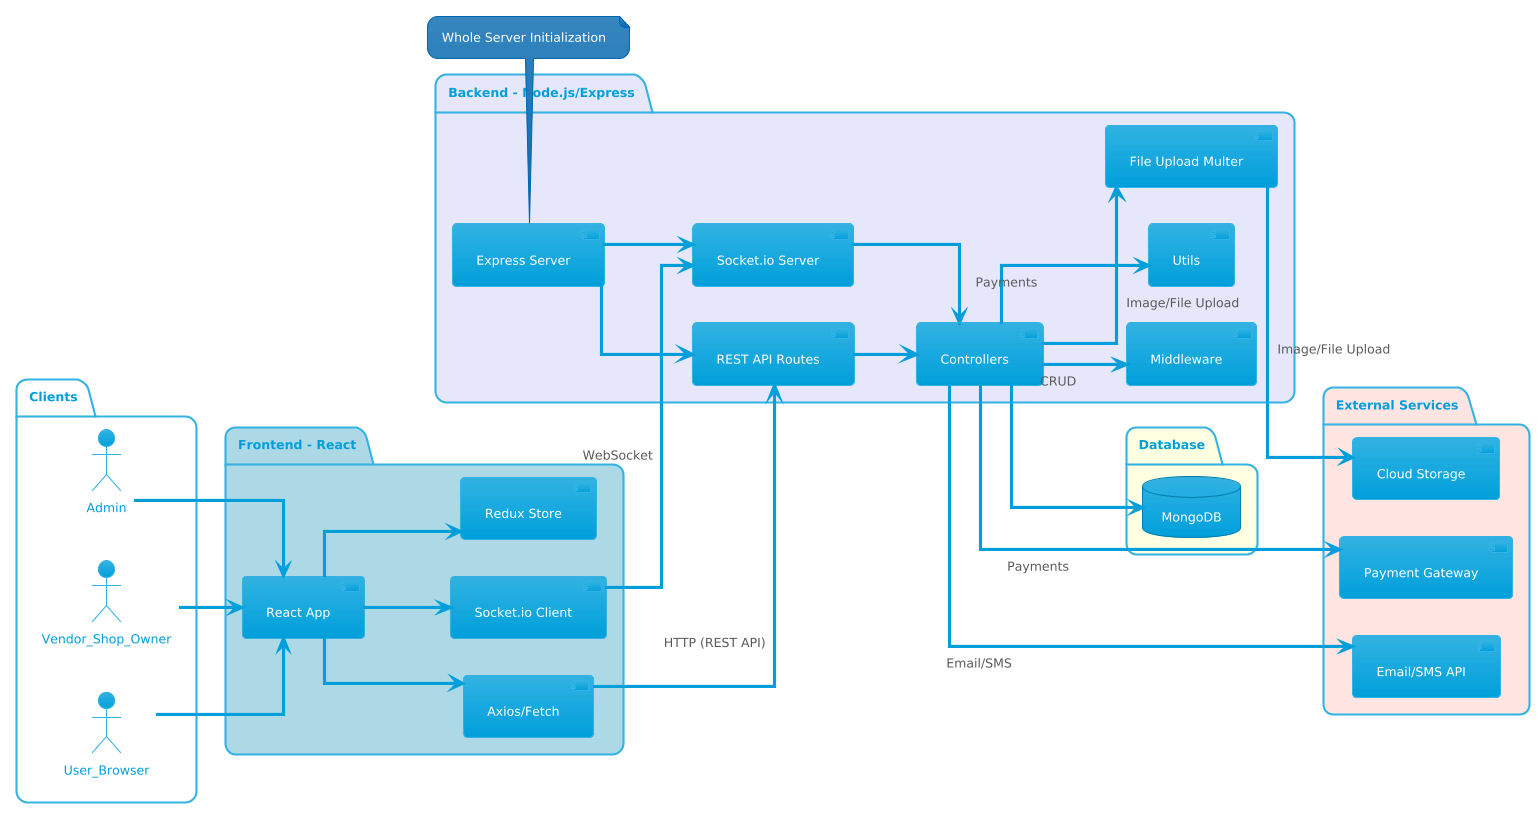 Whole Server Initialization
Backend - Node.js/Express
File Upload Multer
Express Server
Socket.io Server
Utils
Payments
Image/File Upload
REST API Routes
Controllers
Middleware
Image/File Upload
CRUD
Clients
Admin
Vendor_Shop_Owner
User_Browser
Frontend - React
WebSocket
Redux Store
React App
Socket.io Client
HTTP (REST API)
Axios/Fetch
Database
MongoDB
Payments
Email/SMS
External Services
Cloud Storage
Payment Gateway
Email/SMS API